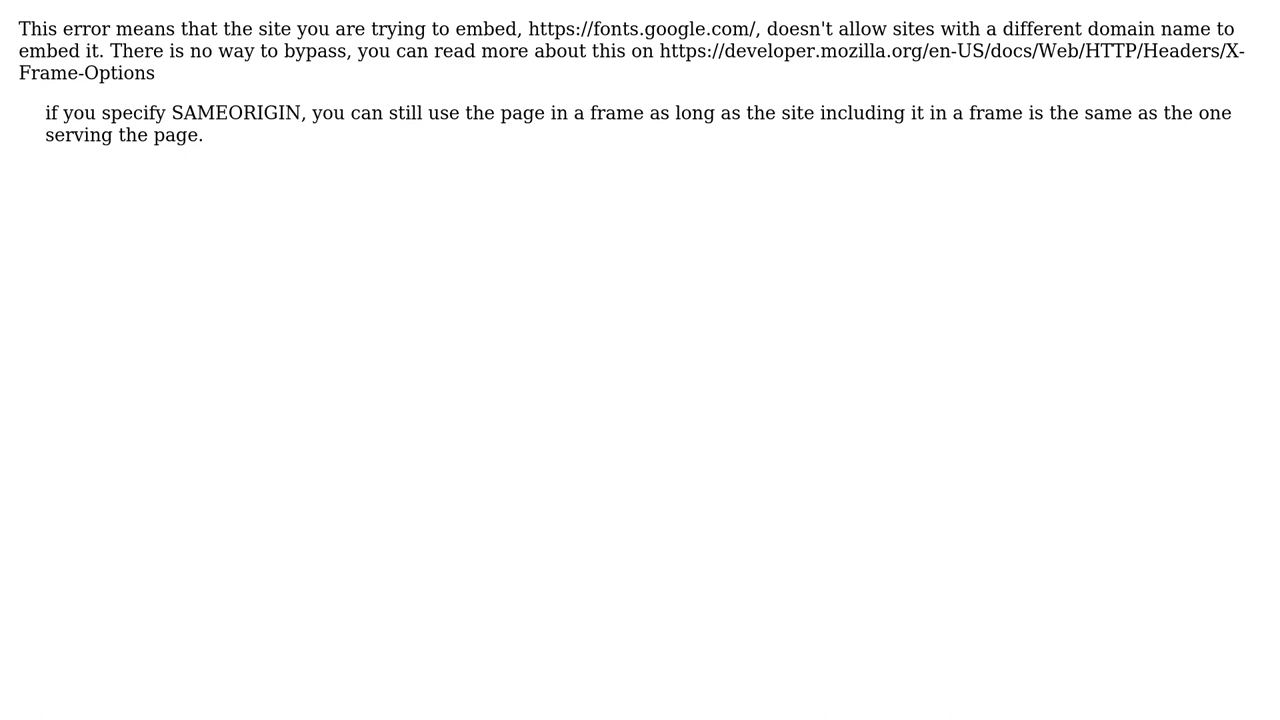 This error means that the site you are trying to embed, https://fonts.google.com/, doesn't allow sites with a different domain name to
embed it. There is no way to bypass, you can read more about this on https://developer.mozilla.org/en-US/docs/Web/HTTP/Headers/X-
Frame-Options
if you specify SAMEORIGIN, you can still use the page in a frame as long as the site including it in a frame is the same as the one
serving the page.